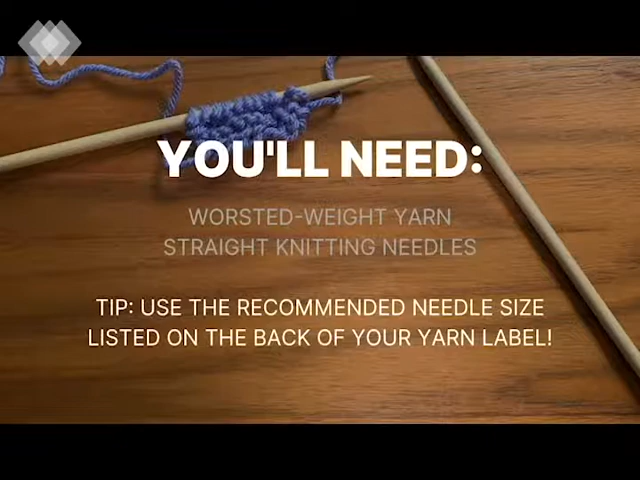 YOU'LL NEED:
WORSTED-WEIGHT YARN
STRAIGHT KNITTING NEEDLES
TIP: USE THE RECOMMENDED NEEDLE SIZE
LISTED ON THE BACK OF YOUR YARN LABEL!